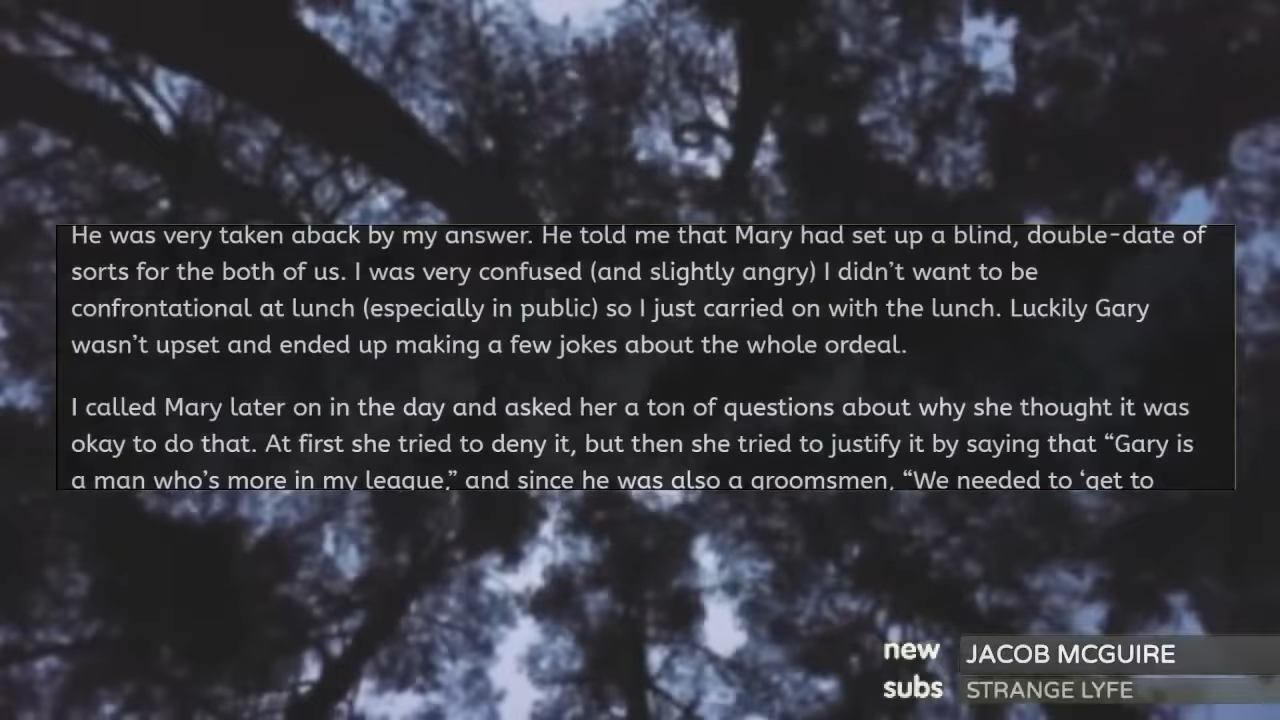 He was very taken aback by my answer. He told me that Mary had set up a blind, double-date of
sorts for the both of us. I was very confused (and slightly angry) I didn't want to be
confrontational at lunch (especially in public) so I just carried on with the lunch. Luckily Gary
wasn't upset and ended up making a few jokes about the whole ordeal.
I called Mary later on in the day and asked her a ton of questions about why she thought it was
okay to do that. At first she tried to deny it, but then she tried to justify it by saying that “Gary is
a man who's more in my league,” and since he was also a groomsmen, “We needed to ‘get to
new
JACOB MCGUIRE
subs
STRANGE LYFE